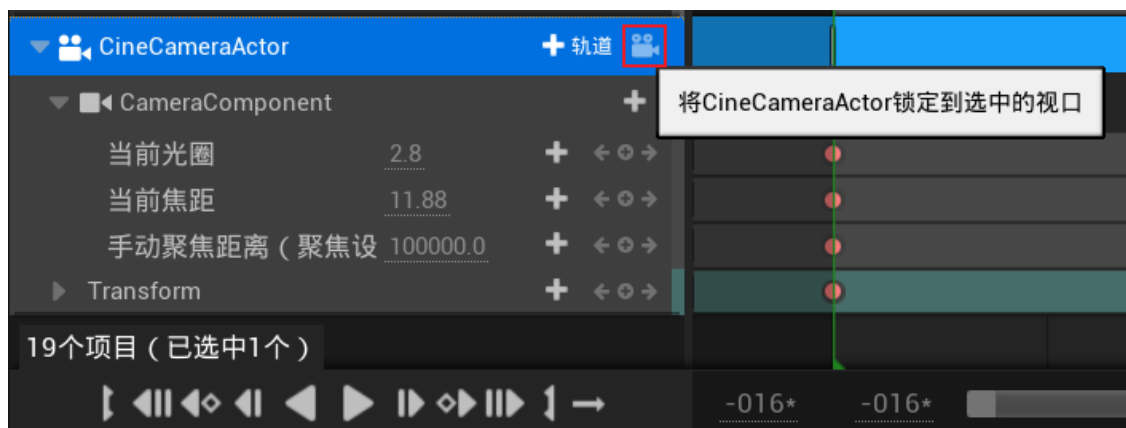 CineCameraActor 轨道
将CineCameraActor锁定到选中的视口
CameraComponent
当前光圈 2.8
当前焦距 11.88
手动聚焦距离（聚焦设 100000.0
Transform
19个项目（已选中1个）
-016* -016*